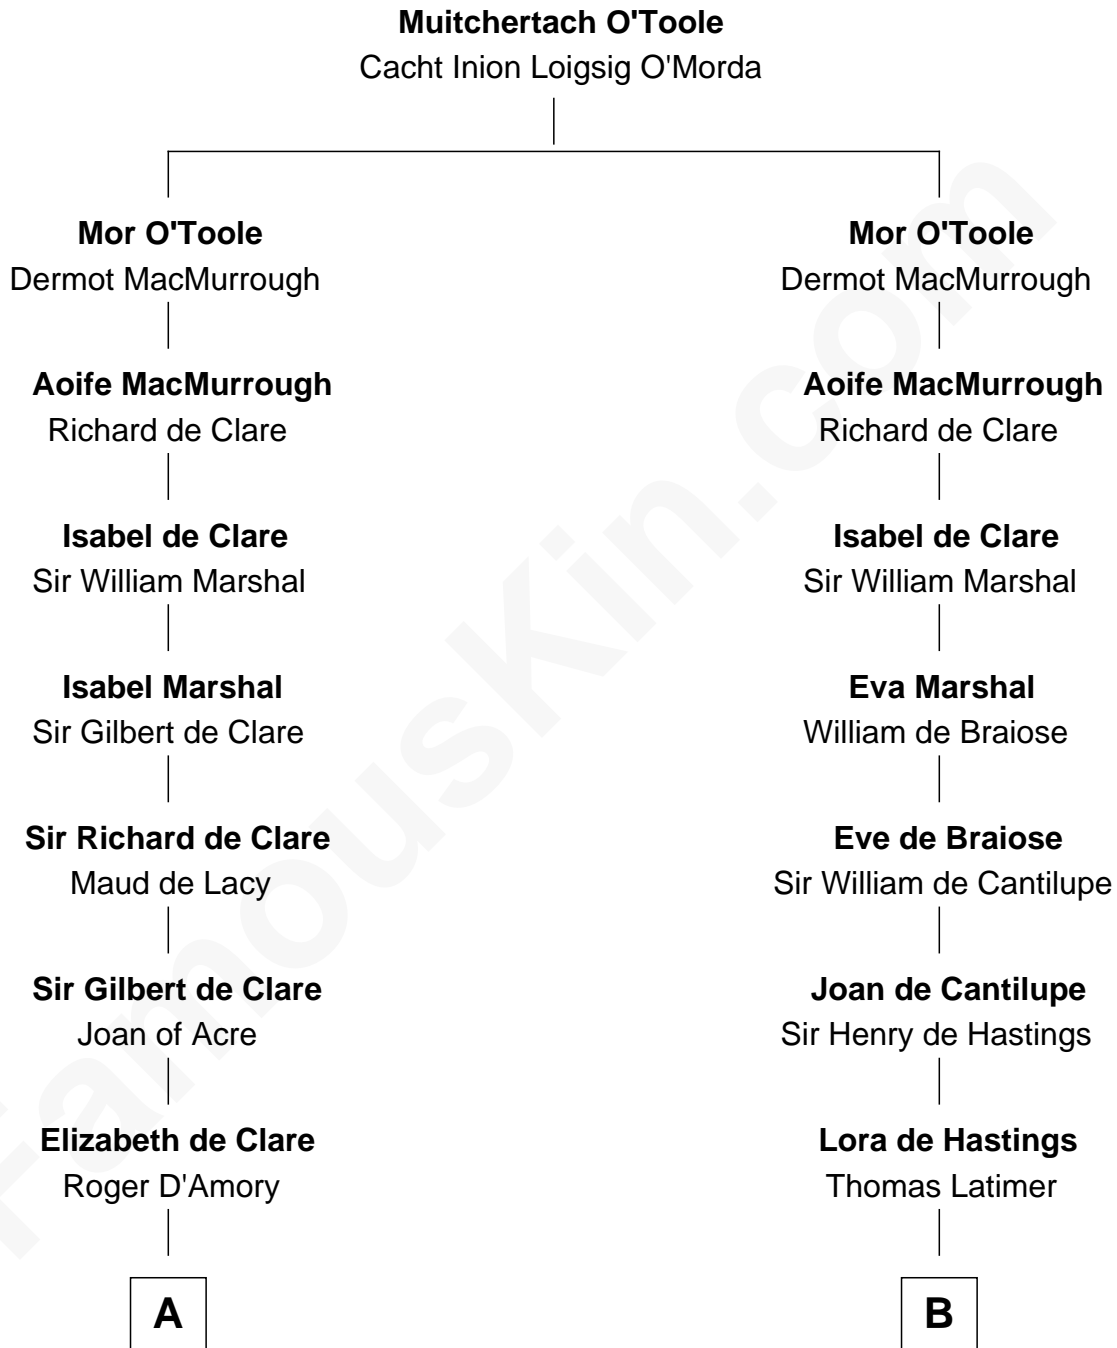 Muitchertach O'Toole
Cacht Inion Loigsig O'Morda
Mor O'Toole
Dermot MacMurrough
Aoife MacMurrough
Richard de Clare
Isabel de Clare
Sir William Marshal
Isabel Marshal
Sir Gilbert de Clare
Sir Richard de Clare
Maud de Lacy
Sir Gilbert de Clare
Joan of Acre
Elizabeth de Clare
Roger D'Amory
A
Mor O'Toole
Dermot MacMurrough
Aoife MacMurrough
Richard de Clare
Isabel de Clare
Sir William Marshal
Eva Marshal
William de Braiose
Eve de Braiose
Sir William de Cantilupe
Joan de Cantilupe
Sir Henry de Hastings
Lora de Hastings
Thomas Latimer
B
FamousKin.com